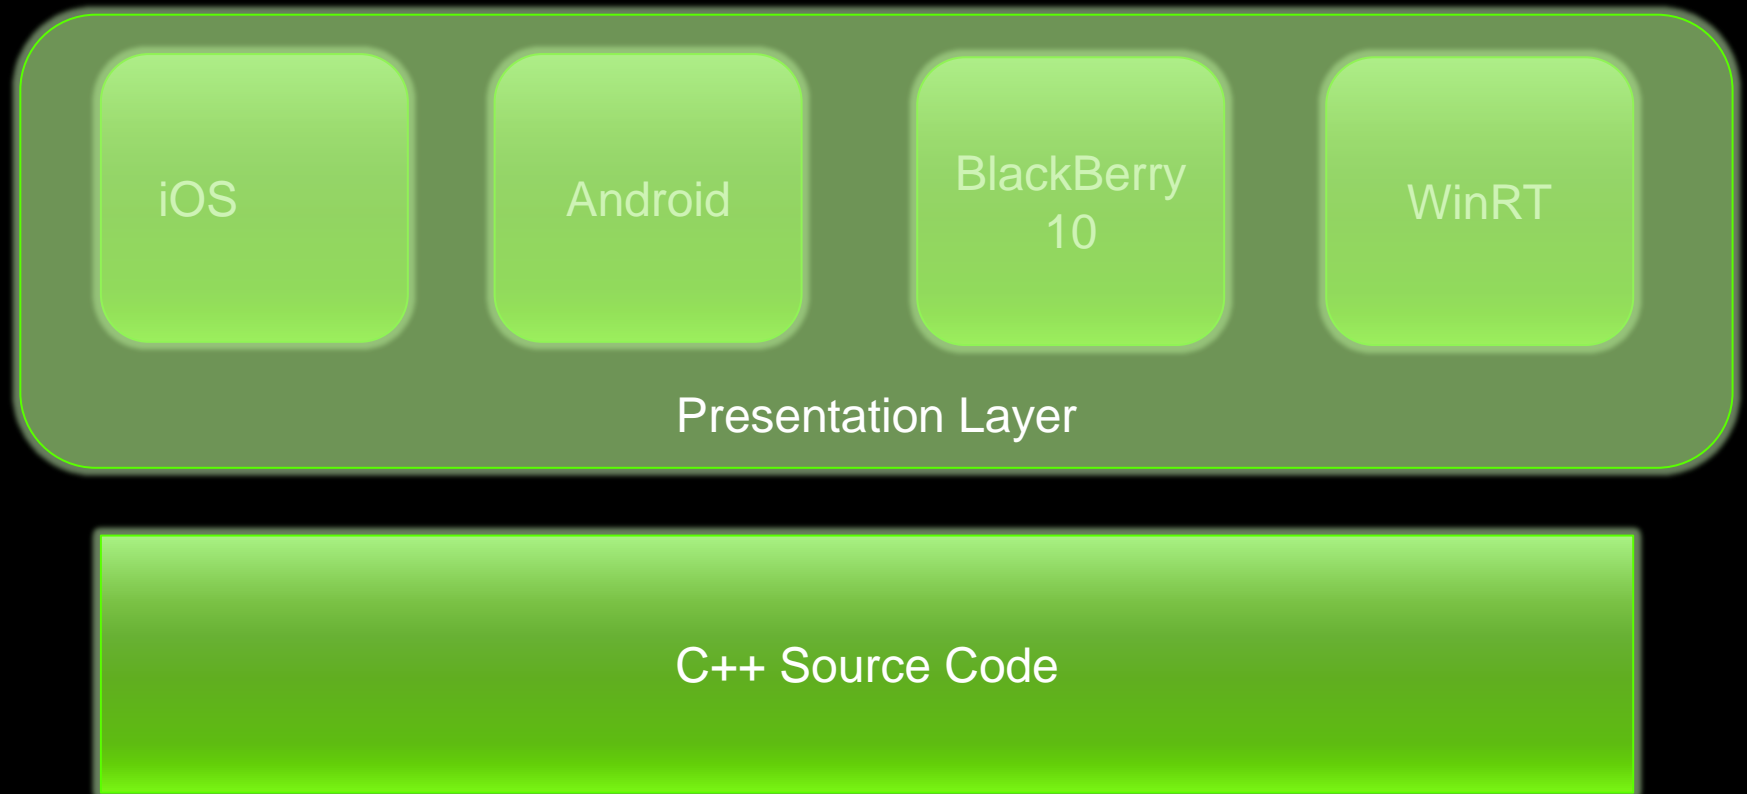 iOS
Android
BlackBerry
10
WinRT
Presentation Layer
C++ Source Code